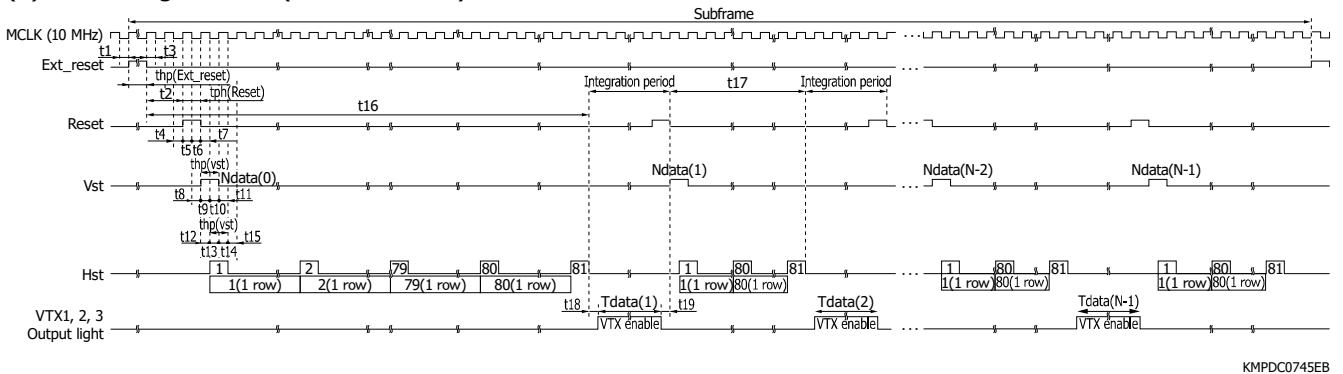 Subframe
MCLK (10 MHz)
t1 t3
Ext_reset
thp(Ext_reset)
Integration period t17 Integration period
t2 tph(Reset)
t16
Reset
t4 t7
t5 t6
thp(vst)
Ndata(0) Ndata(1) Ndata(N-2) Ndata(N-1)
Vst
t8 t11
t9 t10
thp(vst)
t12 t15
t13 t14
Hst 1 2 79 80 81 1 80 81 1 80 81 1 80 81
1(1 row) 2(1 row) 79(1 row) 80(1 row) 1(1 row) 80(1 row) 1(1 row) 80(1 row) 1(1 row) 80(1 row)
t18 Tdata(1) t19 Tdata(2) Tdata(N-1)
VTX1, 2, 3
Output light
VTX enable VTX enable VTX enable
KMPDC0745EB